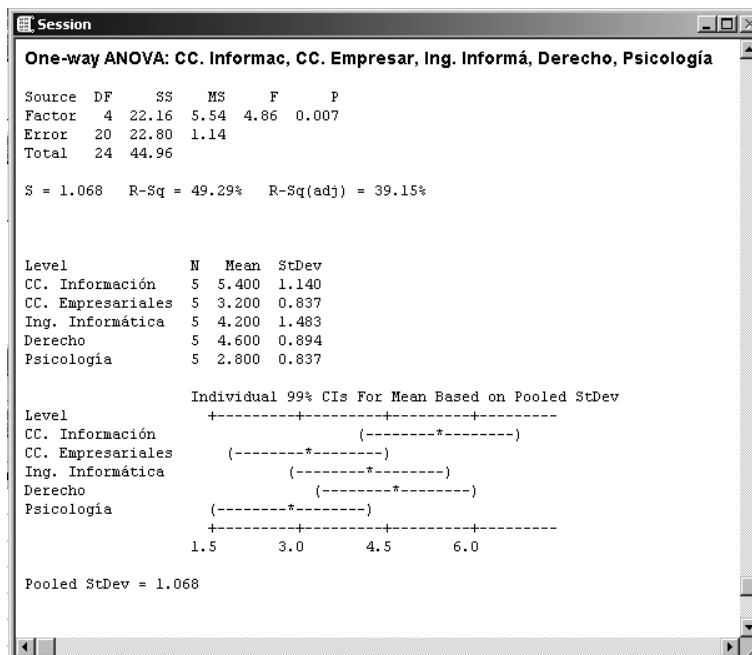 Session
One-way ANOVA: CC. Informac, CC. Empresar, Ing. Informá, Derecho, Psicología
Source  DF     SS    MS     F      P
Factor   4  22.16  5.54  4.86  0.007
Error   20  22.80  1.14
Total   24  44.96
S = 1.068   R-Sq = 49.29%   R-Sq(adj) = 39.15%
Level              N   Mean  StDev
CC. Información    5  5.400  1.140
CC. Empresariales  5  3.200  0.837
Ing. Informática   5  4.200  1.483
Derecho            5  4.600  0.894
Psicología         5  2.800  0.837
Individual 99% CIs For Mean Based on Pooled StDev
Level                +---------+---------+---------+---------
CC. Información                       (--------*--------)
CC. Empresariales      (--------*--------)
Ing. Informática              (--------*--------)
Derecho                          (--------*--------)
Psicología           (--------*--------)
+---------+---------+---------+---------
1.5       3.0       4.5       6.0
Pooled StDev = 1.068